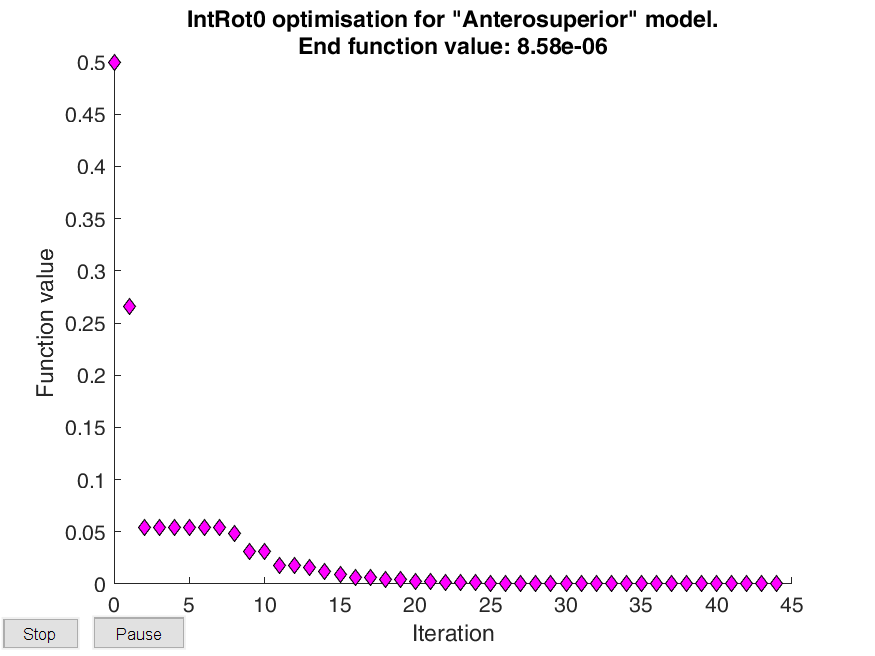 IntRot0 optimisation for "Anterosuperior" model.
End function value: 8.58e-06
Function value
0.5
0.45
0.4
0.35
0.3
0.25
0.2
0.15
0.1
0.05
0
0 5 10 15 20 25 30 35 40 45
Iteration
Stop Pause